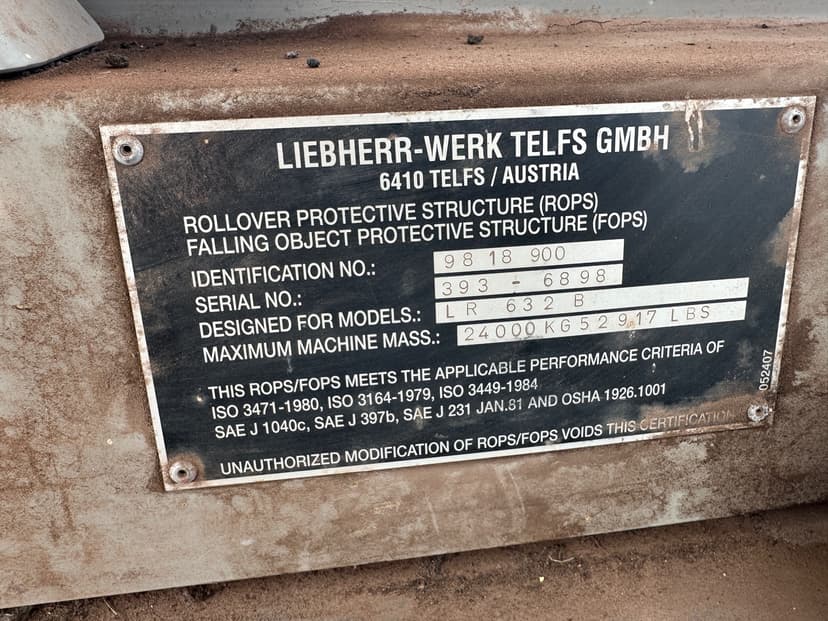 LIEBHERR-WERK TELFS GMBH
6410 TELFS / AUSTRIA
ROLLOVER PROTECTIVE STRUCTURE (ROPS)
FALLING OBJECT PROTECTIVE STRUCTURE (FOPS)
IDENTIFICATION NO.: 98 18 900
SERIAL NO.: 393 - 6898
DESIGNED FOR MODELS.: LR 632 B
MAXIMUM MACHINE MASS.: 24000 KG 52917 LBS
THIS ROPS/FOPS MEETS THE APPLICABLE PERFORMANCE CRITERIA OF
ISO 3471-1980, ISO 3164-1979, ISO 3449-1984
SAE J 1040c, SAE J 397b, SAE J 231 JAN.81 AND OSHA 1926.1001
UNAUTHORIZED MODIFICATION OF ROPS/FOPS VOIDS THIS CERTIFICATION
052407